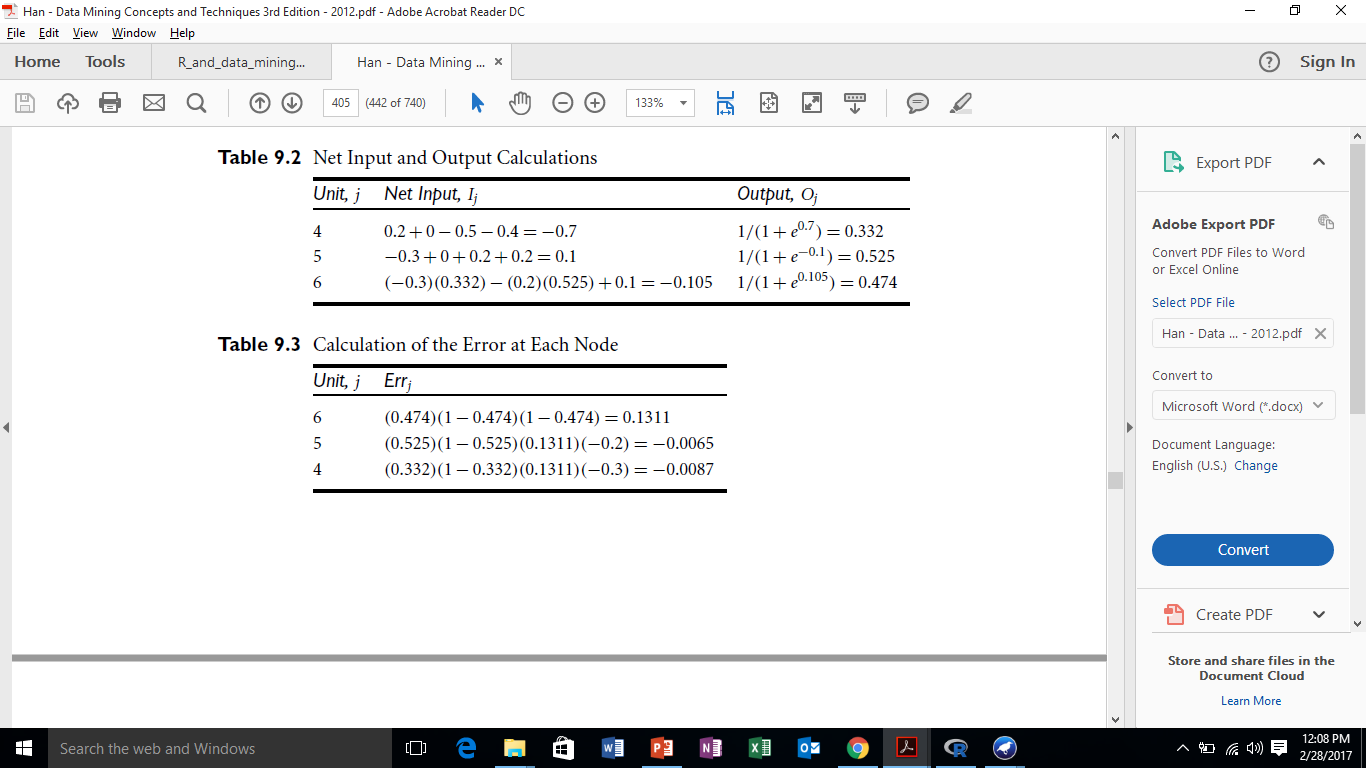 Han - Data Mining Concepts and Techniques 3rd Edition - 2012.pdf - Adobe Acrobat Reader DC
File Edit View Window Help
Home Tools R_and_data_mining... Han - Data Mining ... × ? Sign In
405 (442 of 740) 133%
Table 9.2 Net Input and Output Calculations
Unit, j Net Input, Iⱼ Output, Oⱼ
4 0.2 + 0 − 0.5 − 0.4 = −0.7 1/(1 + e^0.7) = 0.332
5 −0.3 + 0 + 0.2 + 0.2 = 0.1 1/(1 + e^−0.1) = 0.525
6 (−0.3)(0.332) − (0.2)(0.525) + 0.1 = −0.105 1/(1 + e^0.105) = 0.474
Table 9.3 Calculation of the Error at Each Node
Unit, j Errⱼ
6 (0.474)(1 − 0.474)(1 − 0.474) = 0.1311
5 (0.525)(1 − 0.525)(0.1311)(−0.2) = −0.0065
4 (0.332)(1 − 0.332)(0.1311)(−0.3) = −0.0087
Export PDF
Adobe Export PDF
Convert PDF Files to Word
or Excel Online
Select PDF File
Han - Data ... - 2012.pdf ×
Convert to
Microsoft Word (*.docx)
Document Language:
English (U.S.) Change
Convert
Create PDF
Store and share files in the
Document Cloud
Learn More
Search the web and Windows
12:08 PM
2/28/2017